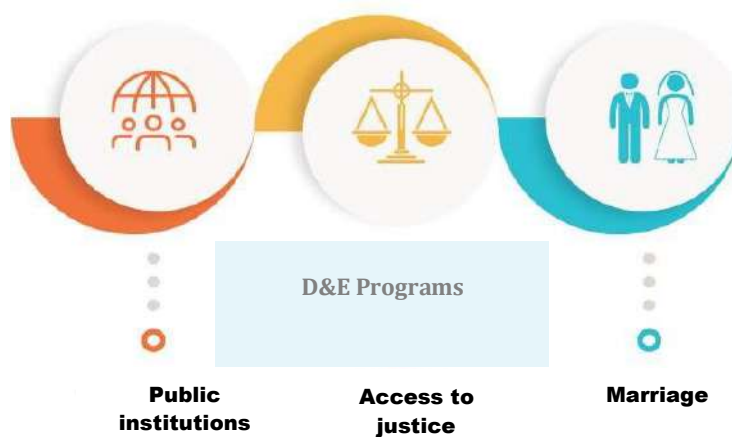 D&E Programs
Public
institutions
Access to
justice
Marriage